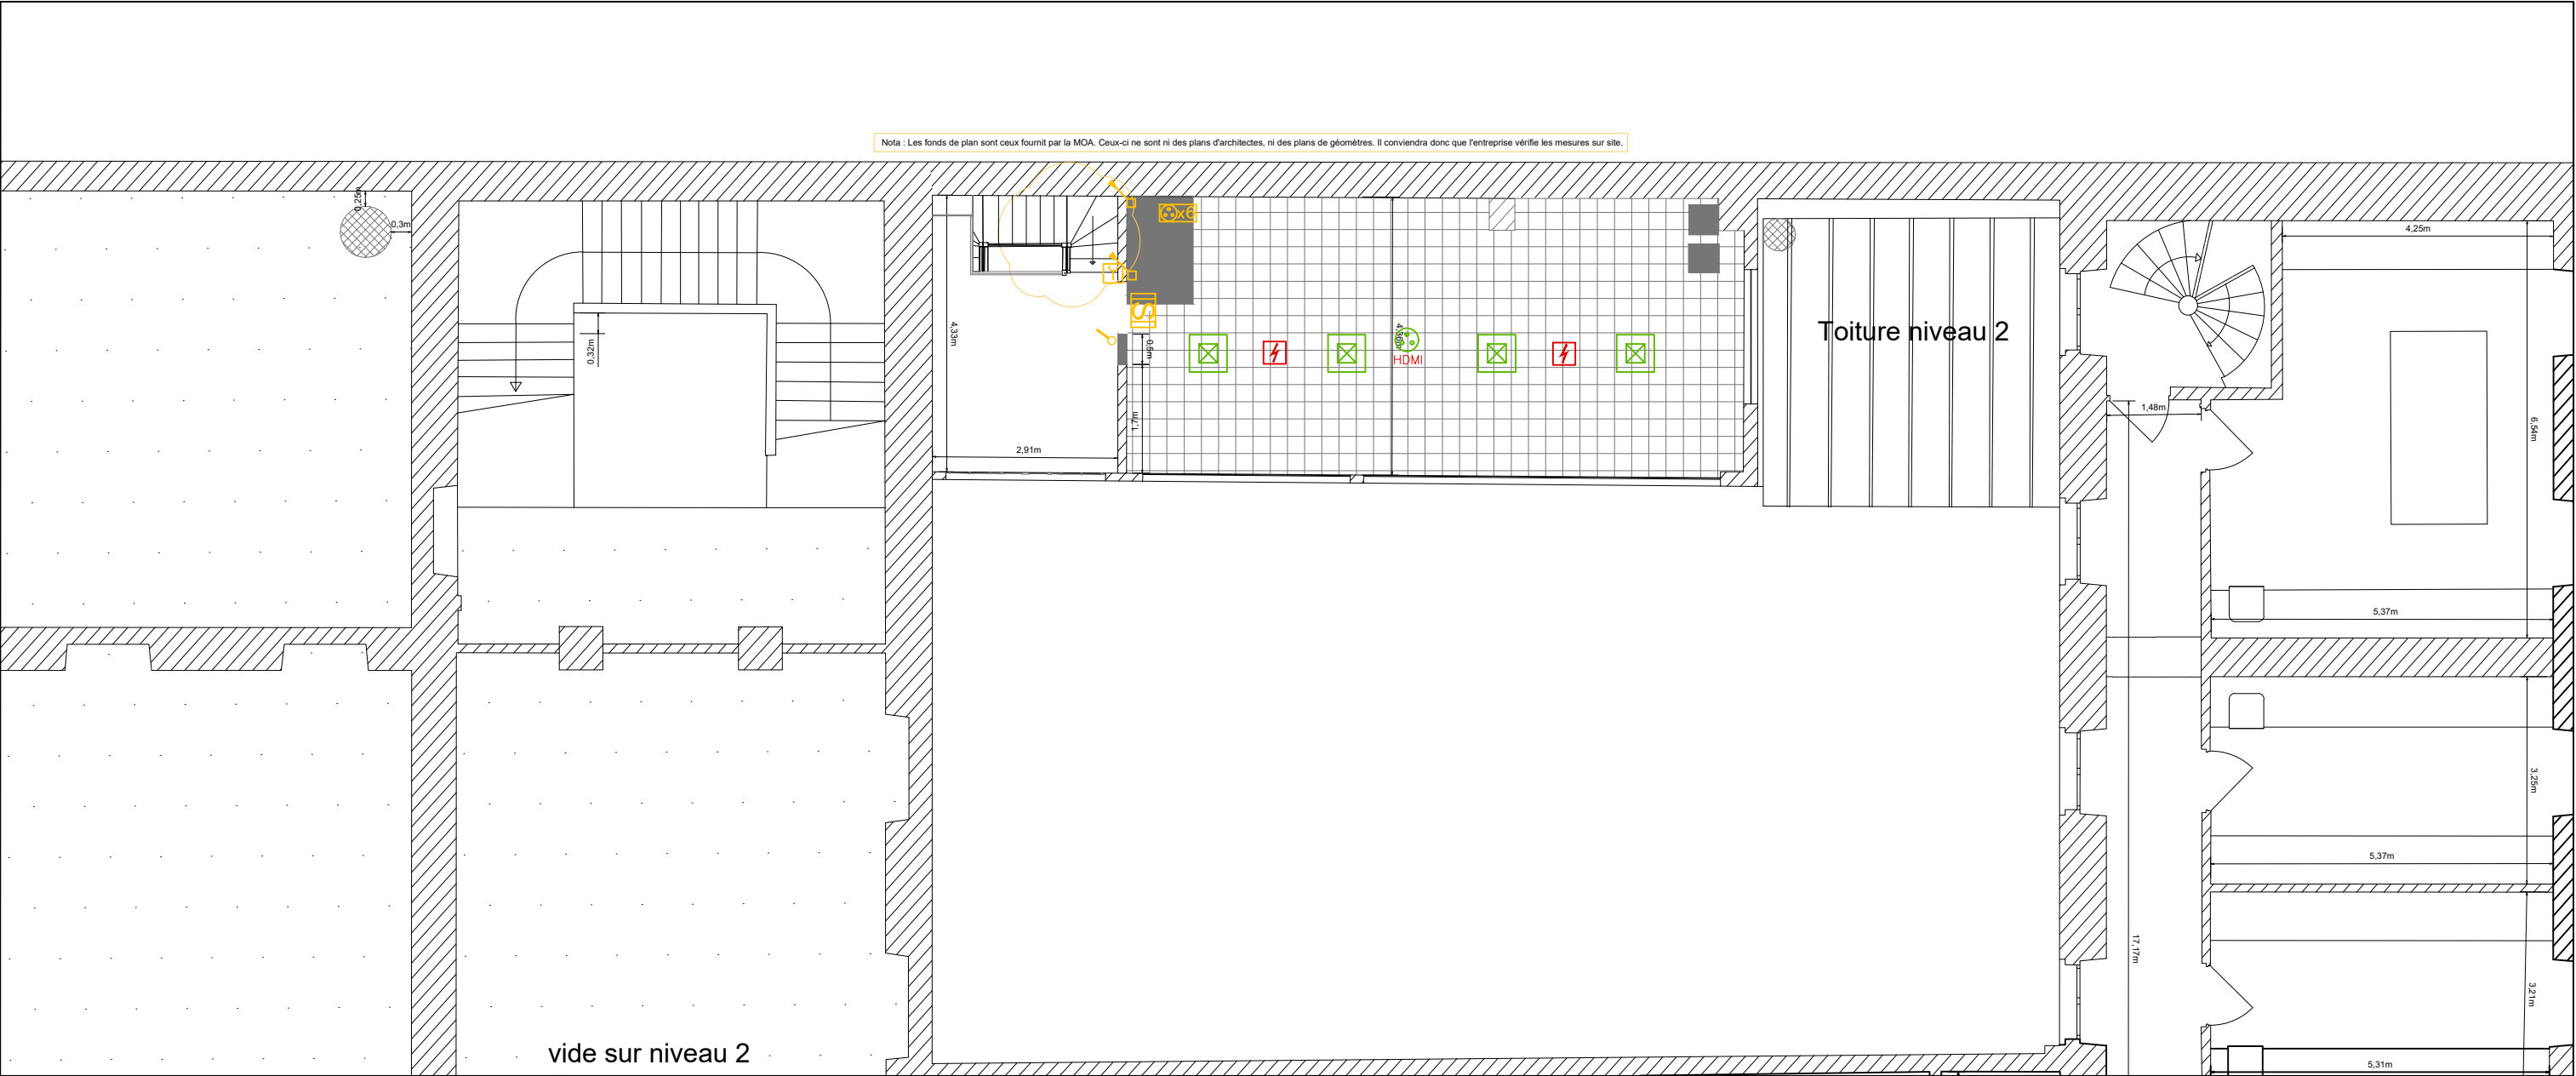 Nota : Les fonds de plan sont ceux fournit par la MOA. Ceux-ci ne sont ni des plans d'architectes, ni des plans de géomètres. Il conviendra donc que l'entreprise vérifie les mesures sur site.
0,25m
0,3m
x6
4,25m
S
0,32m
4,33m
0,5m
HDMI
Toiture niveau 2
1,7m
1,48m
6,54m
2,91m
5,37m
3,25m
5,37m
17,17m
3,21m
vide sur niveau 2
5,31m